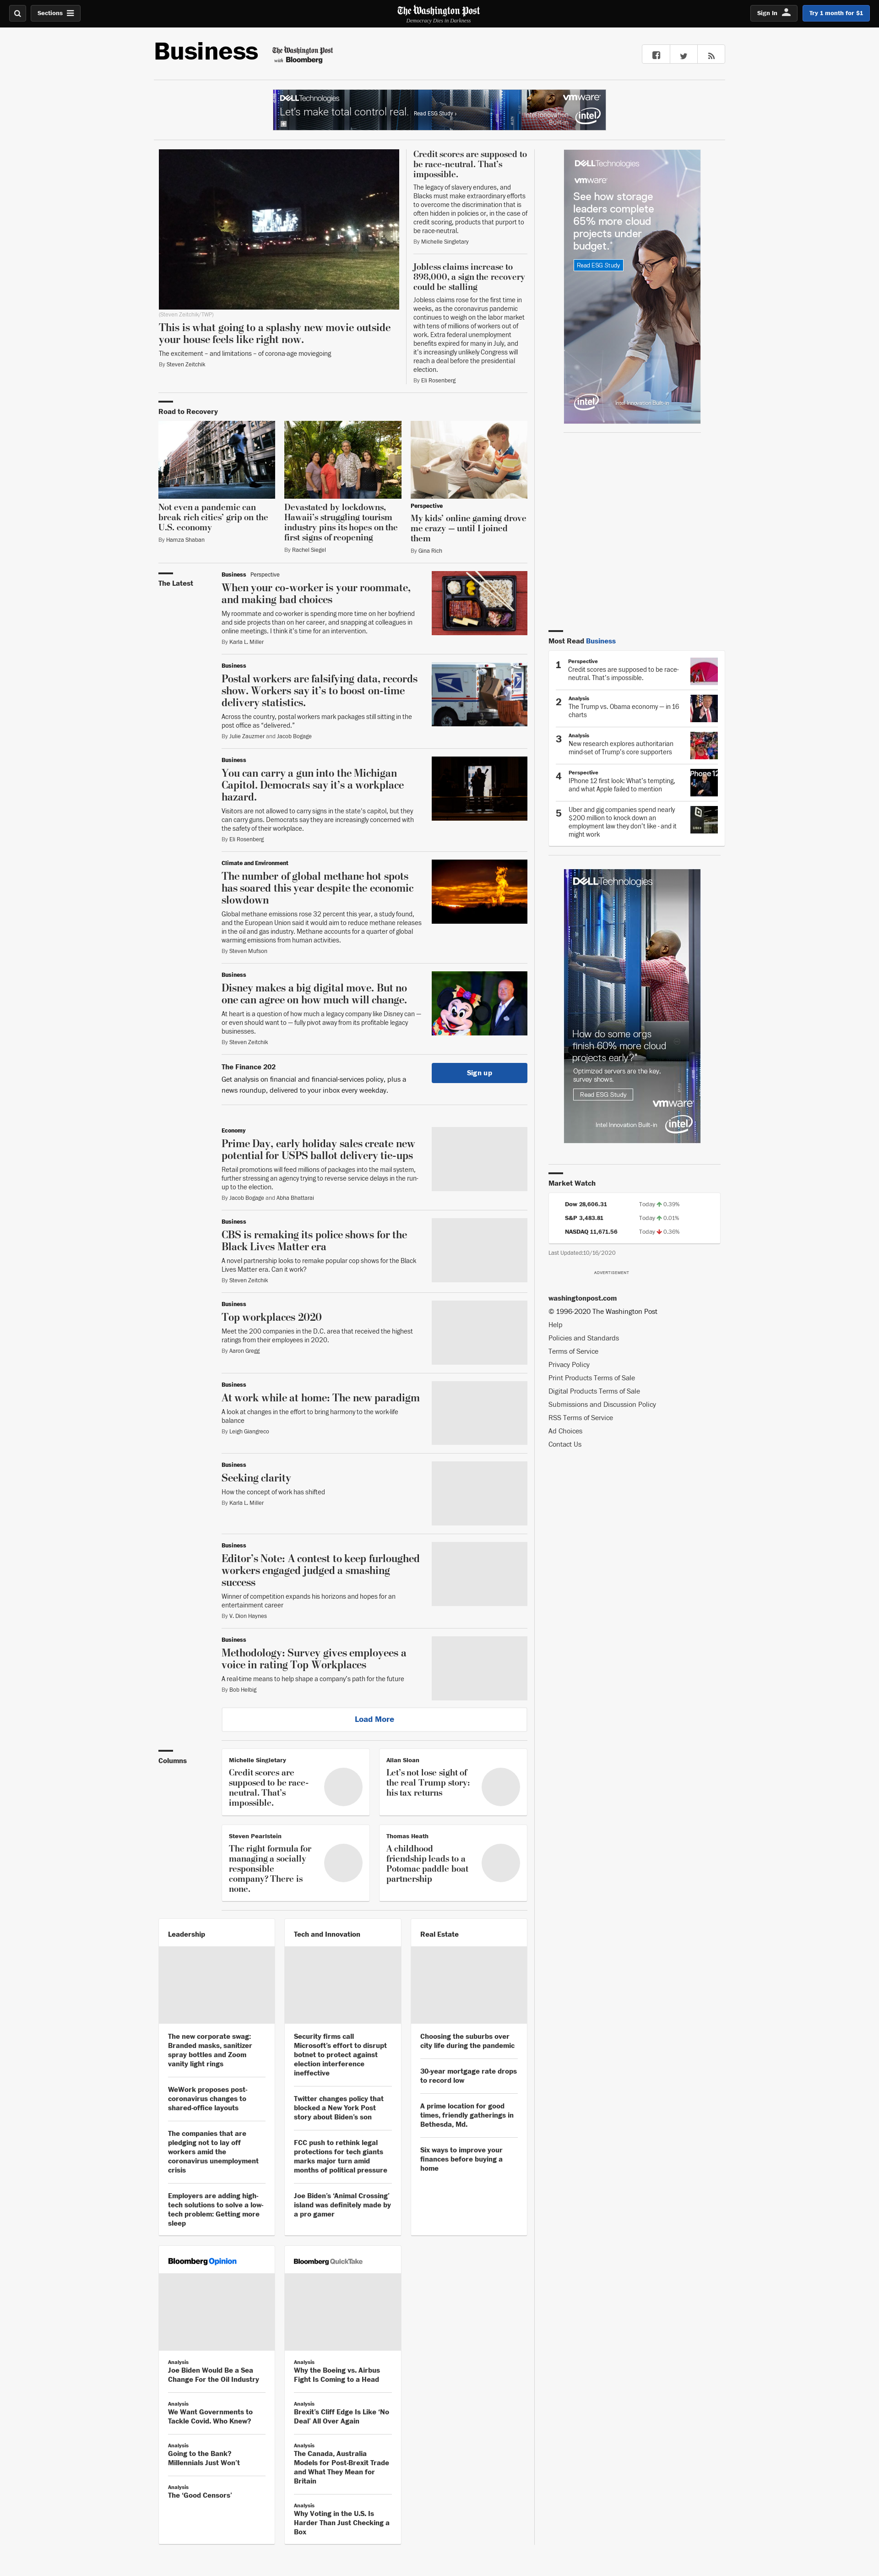 Sections
The Washington Post
Democracy Dies in Darkness
Sign In
Try 1 month for $1
Business
The Washington Post
with Bloomberg
DELLTechnologies
Let's make total control real. Read ESG Study ›
vmware
Intel Innovation
Built-in
intel
(Steven Zeitchik/TWP)
This is what going to a splashy new movie outside
your house feels like right now.
The excitement – and limitations – of corona-age moviegoing
By Steven Zeitchik
Credit scores are supposed to
be race-neutral. That's
impossible.
The legacy of slavery endures, and
Blacks must make extraordinary efforts
to overcome the discrimination that is
often hidden in policies or, in the case of
credit scoring, products that purport to
be race-neutral.
By Michelle Singletary
Jobless claims increase to
898,000, a sign the recovery
could be stalling
Jobless claims rose for the first time in
weeks, as the coronavirus pandemic
continues to weigh on the labor market
with tens of millions of workers out of
work. Extra federal unemployment
benefits expired for many in July, and
it's increasingly unlikely Congress will
reach a deal before the presidential
election.
By Eli Rosenberg
DELLTechnologies
vmware
See how storage
leaders complete
65% more cloud
projects under
budget.*
Read ESG Study
intel
Intel Innovation Built-in
Road to Recovery
Not even a pandemic can
break rich cities' grip on the
U.S. economy
By Hamza Shaban
Devastated by lockdowns,
Hawaii's struggling tourism
industry pins its hopes on the
first signs of reopening
By Rachel Siegel
Perspective
My kids' online gaming drove
me crazy — until I joined
them
By Gina Rich
The Latest
Business Perspective
When your co-worker is your roommate,
and making bad choices
My roommate and co-worker is spending more time on her boyfriend
and side projects than on her career, and snapping at colleagues in
online meetings. I think it's time for an intervention.
By Karla L. Miller
Business
Postal workers are falsifying data, records
show. Workers say it's to boost on-time
delivery statistics.
Across the country, postal workers mark packages still sitting in the
post office as "delivered."
By Julie Zauzmer and Jacob Bogage
Business
You can carry a gun into the Michigan
Capitol. Democrats say it's a workplace
hazard.
Visitors are not allowed to carry signs in the state's capitol, but they
can carry guns. Democrats say they are increasingly concerned with
the safety of their workplace.
By Eli Rosenberg
Climate and Environment
The number of global methane hot spots
has soared this year despite the economic
slowdown
Global methane emissions rose 32 percent this year, a study found,
and the European Union said it would aim to reduce methane releases
in the oil and gas industry. Methane accounts for a quarter of global
warming emissions from human activities.
By Steven Mufson
Business
Disney makes a big digital move. But no
one can agree on how much will change.
At heart is a question of how much a legacy company like Disney can —
or even should want to — fully pivot away from its profitable legacy
businesses.
By Steven Zeitchik
The Finance 202
Get analysis on financial and financial-services policy, plus a
news roundup, delivered to your inbox every weekday.
Sign up
Economy
Prime Day, early holiday sales create new
potential for USPS ballot delivery tie-ups
Retail promotions will feed millions of packages into the mail system,
further stressing an agency trying to reverse service delays in the run-
up to the election.
By Jacob Bogage and Abha Bhattarai
Business
CBS is remaking its police shows for the
Black Lives Matter era
A novel partnership looks to remake popular cop shows for the Black
Lives Matter era. Can it work?
By Steven Zeitchik
Business
Top workplaces 2020
Meet the 200 companies in the D.C. area that received the highest
ratings from their employees in 2020.
By Aaron Gregg
Business
At work while at home: The new paradigm
A look at changes in the effort to bring harmony to the work-life
balance
By Leigh Giangreco
Business
Seeking clarity
How the concept of work has shifted
By Karla L. Miller
Business
Editor's Note: A contest to keep furloughed
workers engaged judged a smashing
success
Winner of competition expands his horizons and hopes for an
entertainment career
By V. Dion Haynes
Business
Methodology: Survey gives employees a
voice in rating Top Workplaces
A real-time means to help shape a company's path for the future
By Bob Helbig
Load More
Most Read Business
1
Perspective
Credit scores are supposed to be race-
neutral. That's impossible.
2
Analysis
The Trump vs. Obama economy — in 16
charts
3
Analysis
New research explores authoritarian
mind-set of Trump's core supporters
4
Perspective
iPhone 12 first look: What's tempting,
and what Apple failed to mention
5
Uber and gig companies spend nearly
$200 million to knock down an
employment law they don't like - and it
might work
DELLTechnologies
How do some orgs
finish 60% more cloud
projects early?*
Optimized servers are the key,
survey shows.
Read ESG Study
vmware
Intel Innovation Built-in
intel
Market Watch
Dow 28,606.31 Today 0.39%
S&P 3,483.81 Today 0.01%
NASDAQ 11,671.56 Today 0.36%
Last Updated:10/16/2020
ADVERTISEMENT
washingtonpost.com
© 1996-2020 The Washington Post
Help
Policies and Standards
Terms of Service
Privacy Policy
Print Products Terms of Sale
Digital Products Terms of Sale
Submissions and Discussion Policy
RSS Terms of Service
Ad Choices
Contact Us
Columns
Michelle Singletary
Credit scores are
supposed to be race-
neutral. That's
impossible.
Allan Sloan
Let's not lose sight of
the real Trump story:
his tax returns
Steven Pearlstein
The right formula for
managing a socially
responsible
company? There is
none.
Thomas Heath
A childhood
friendship leads to a
Potomac paddle boat
partnership
Leadership
The new corporate swag:
Branded masks, sanitizer
spray bottles and Zoom
vanity light rings
WeWork proposes post-
coronavirus changes to
shared-office layouts
The companies that are
pledging not to lay off
workers amid the
coronavirus unemployment
crisis
Employers are adding high-
tech solutions to solve a low-
tech problem: Getting more
sleep
Tech and Innovation
Security firms call
Microsoft's effort to disrupt
botnet to protect against
election interference
ineffective
Twitter changes policy that
blocked a New York Post
story about Biden's son
FCC push to rethink legal
protections for tech giants
marks major turn amid
months of political pressure
Joe Biden's 'Animal Crossing'
island was definitely made by
a pro gamer
Real Estate
Choosing the suburbs over
city life during the pandemic
30-year mortgage rate drops
to record low
A prime location for good
times, friendly gatherings in
Bethesda, Md.
Six ways to improve your
finances before buying a
home
Bloomberg Opinion
Analysis
Joe Biden Would Be a Sea
Change For the Oil Industry
Analysis
We Want Governments to
Tackle Covid. Who Knew?
Analysis
Going to the Bank?
Millennials Just Won't
Analysis
The 'Good Censors'
Bloomberg QuickTake
Analysis
Why the Boeing vs. Airbus
Fight Is Coming to a Head
Analysis
Brexit's Cliff Edge Is Like 'No
Deal' All Over Again
Analysis
The Canada, Australia
Models for Post-Brexit Trade
and What They Mean for
Britain
Analysis
Why Voting in the U.S. Is
Harder Than Just Checking a
Box